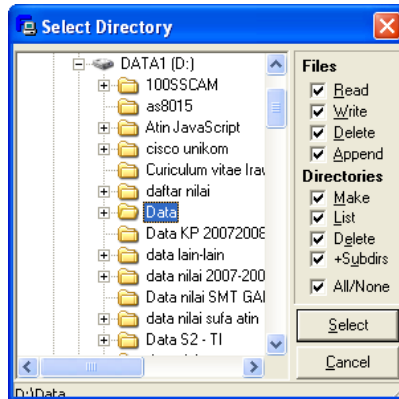 Select Directory
DATA1 (D:)
100SSCAM
as8015
Atin JavaScript
cisco unikom
Curiculum vitae Irav
daftar nilai
Data
Data KP 20072008
data lain-lain
data nilai 2007-200
Data nilai SMT GAI
data nilai sufa atin
Data S2 - TI
Files
Read
Write
Delete
Append
Directories
Make
List
Delete
+Subdirs
All/None
Select
Cancel
D:\Data